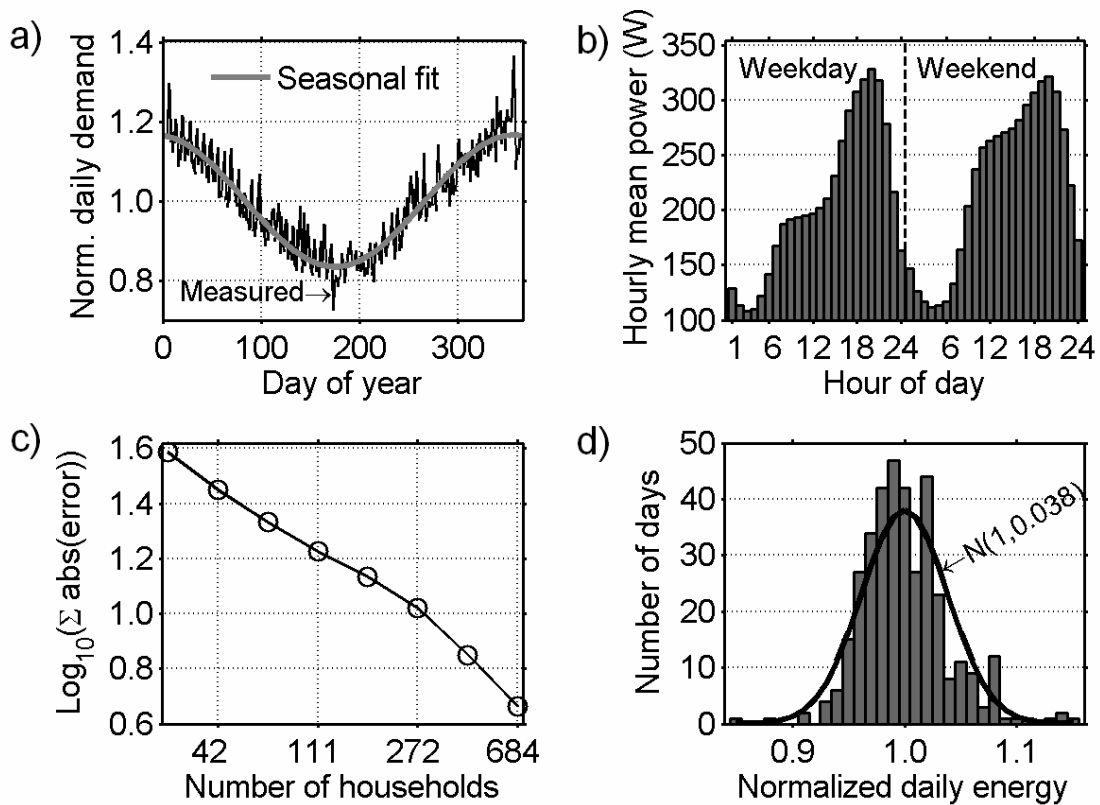 a)
Norm. daily demand
1.4
1.2
1.0
0.8
Seasonal fit
Measured
0 100 200 300
Day of year
b)
Hourly mean power (W)
350
300
250
200
150
100
Weekday Weekend
1 6 12 18 24 6 12 18 24
Hour of day
c)
Log10(Σ abs(error))
1.6
1.4
1.2
1.0
0.8
0.6
42 111 272 684
Number of households
d)
Number of days
50
40
30
20
10
0
N(1,0.038)
0.9 1.0 1.1
Normalized daily energy